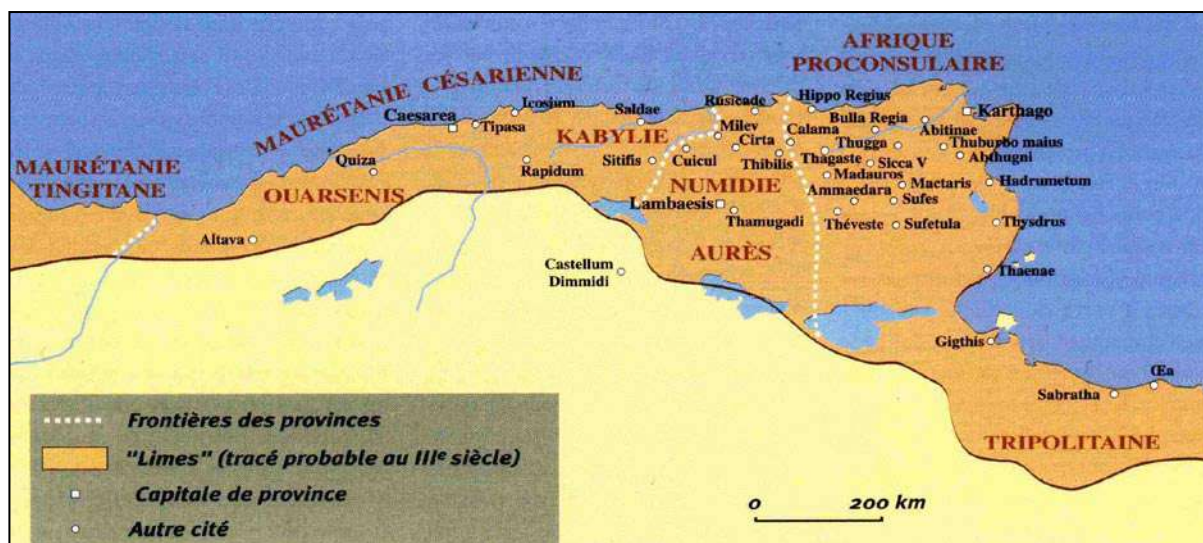 AFRIQUE
PROCONSULAIRE
MAURÉTANIE CÉSARIENNE
MAURÉTANIE
TINGITANE
Icosjum
Caesarea
Tipasa
Saldae
Rusicade
Hippo Regius
Karthago
Bulla Regia
Abitinae
KABYLIE
Milev
Cirta
Calama
Thugga
Thuburbo maius
Quiza
Rapidum
Sitifis
Cuicul
Thibilis
Thagaste
Sicca V
Abthugni
OUARSENIS
NUMIDIE
Madauros
Mactaris
Hadrumetum
Ammaedara
Sufes
Lambaesis
Thamugadi
Théveste
Sufetula
Thysdrus
Altava
AURÈS
Castellum
Dimmidi
Thaenae
Gigthis
Œa
Sabratha
TRIPOLITAINE
Frontières des provinces
"Limes" (tracé probable au IIIe siècle)
Capitale de province
Autre cité
0 200 km